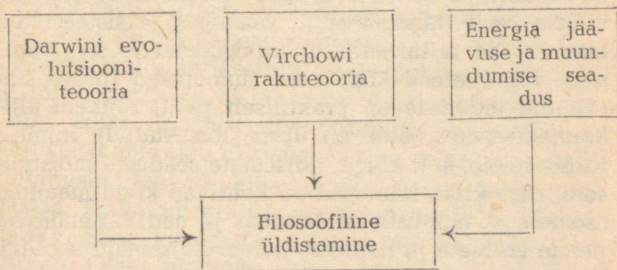 Darwini evo-
lutsiooni-
teooria
Virchowi
rakuteooria
Energia jää-
vuse ja muun-
dumise sea-
dus
Filosoofiline
üldistamine